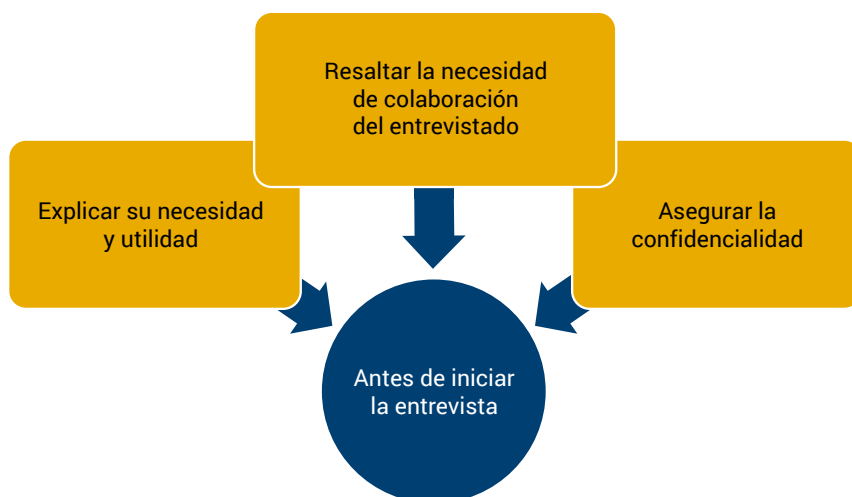 Resaltar la necesidad
de colaboración
del entrevistado
Explicar su necesidad
y utilidad
Asegurar la
confidencialidad
Antes de iniciar
la entrevista